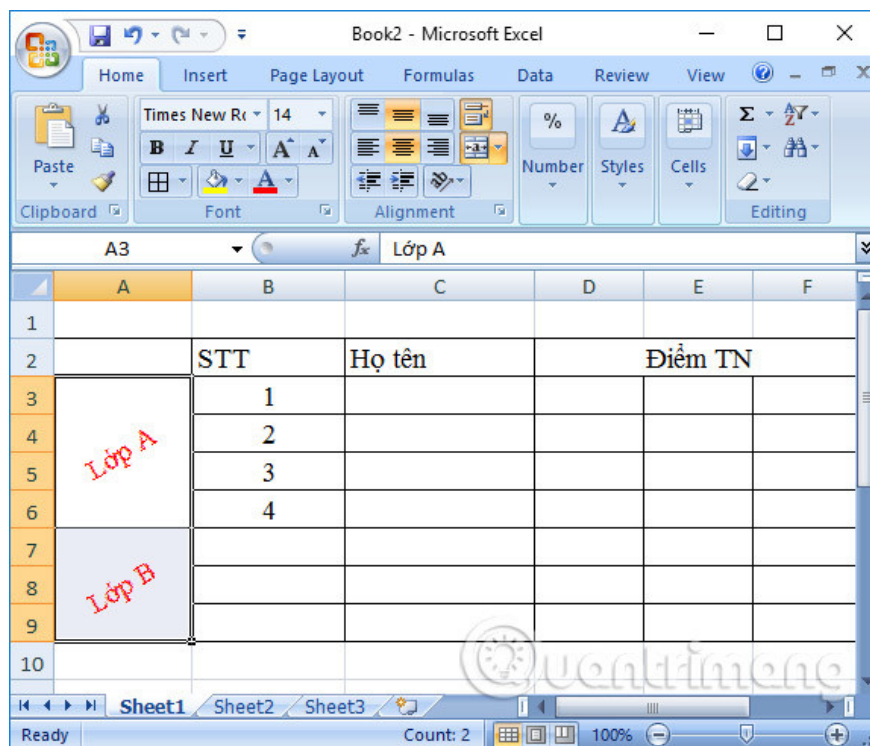 Book2 - Microsoft Excel
Home Insert Page Layout Formulas Data Review View
Times New Ro 14
B I U A A
Paste
% Number Styles Cells
Σ
Clipboard Font Alignment Editing
A3 fx Lớp A
A B C D E F
1
2 STT Họ tên Điểm TN
3 1
4 2
Lớp A
5 3
6 4
7
8
Lớp B
9
10
Quantrimang
Sheet1 Sheet2 Sheet3
Ready Count: 2 100%